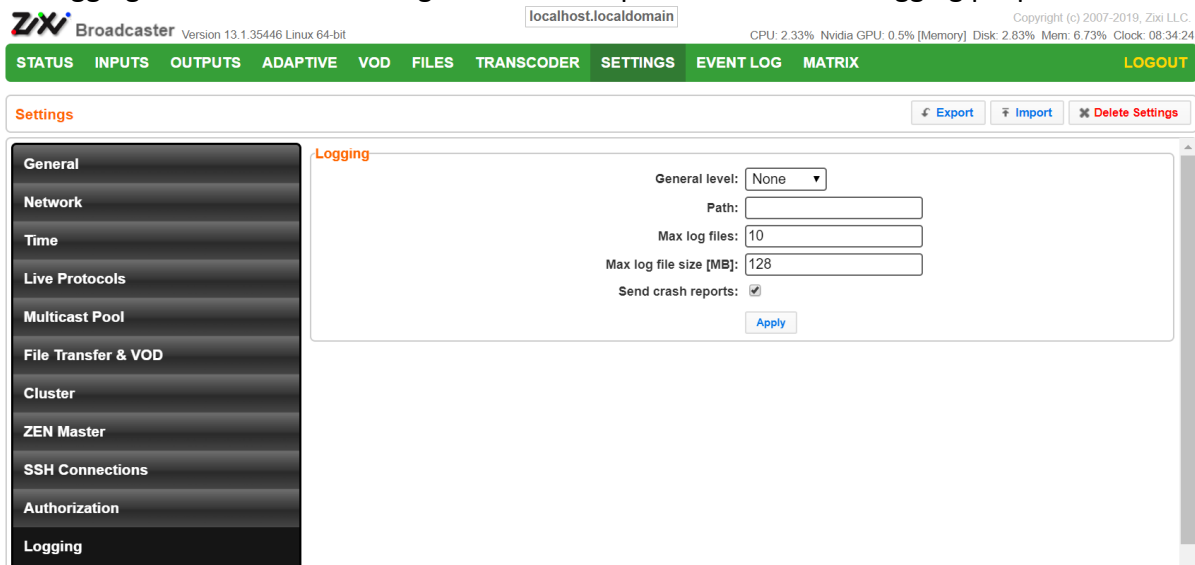 ZiXi Broadcaster Version 13.1.35446 Linux 64-bit
localhost.localdomain
Copyright (c) 2007-2019, Zixi LLC.
CPU: 2.33% Nvidia GPU: 0.5% [Memory] Disk: 2.83% Mem: 6.73% Clock: 08:34:24
STATUS INPUTS OUTPUTS ADAPTIVE VOD FILES TRANSCODER SETTINGS EVENT LOG MATRIX LOGOUT
Settings
Export Import Delete Settings
General
Network
Time
Live Protocols
Multicast Pool
File Transfer & VOD
Cluster
ZEN Master
SSH Connections
Authorization
Logging
Logging
General level: None
Path:
Max log files: 10
Max log file size [MB]: 128
Send crash reports:
Apply